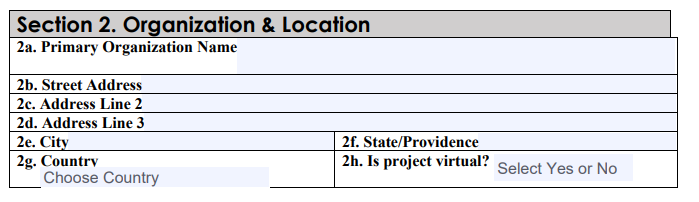 Section 2. Organization & Location
2a. Primary Organization Name
2b. Street Address
2c. Address Line 2
2d. Address Line 3
2e. City 2f. State/Providence
2g. Country 2h. Is project virtual? Select Yes or No
Choose Country